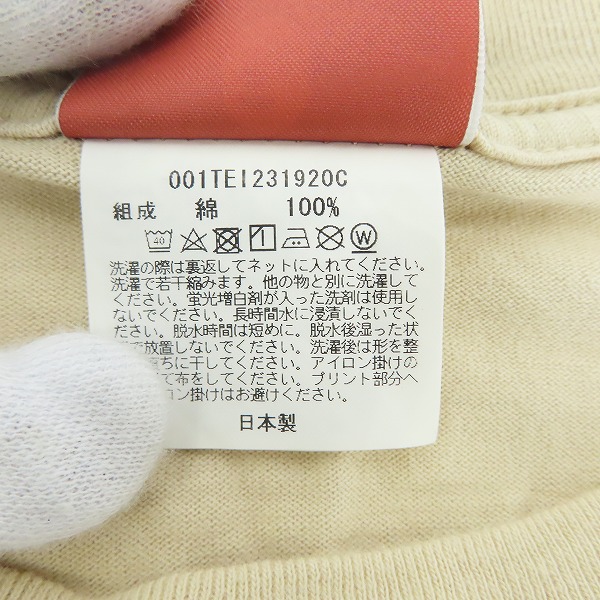 001TEI231920C
組成 綿 100%
40 W
洗濯の際は裏返してネットに入れてください。
洗濯で若干縮みます。他の物と別に洗濯して
ください。蛍光増白剤が入った洗剤は使用し
ないでください。長時間水に浸漬しないでく
ださい。脱水時間は短めに。脱水後湿った状
放置しないでください。洗濯後は形を整
ちに干してください。アイロン掛けの
て布をしてください。プリント部分へ
ロン掛けはお避けください。
日本製